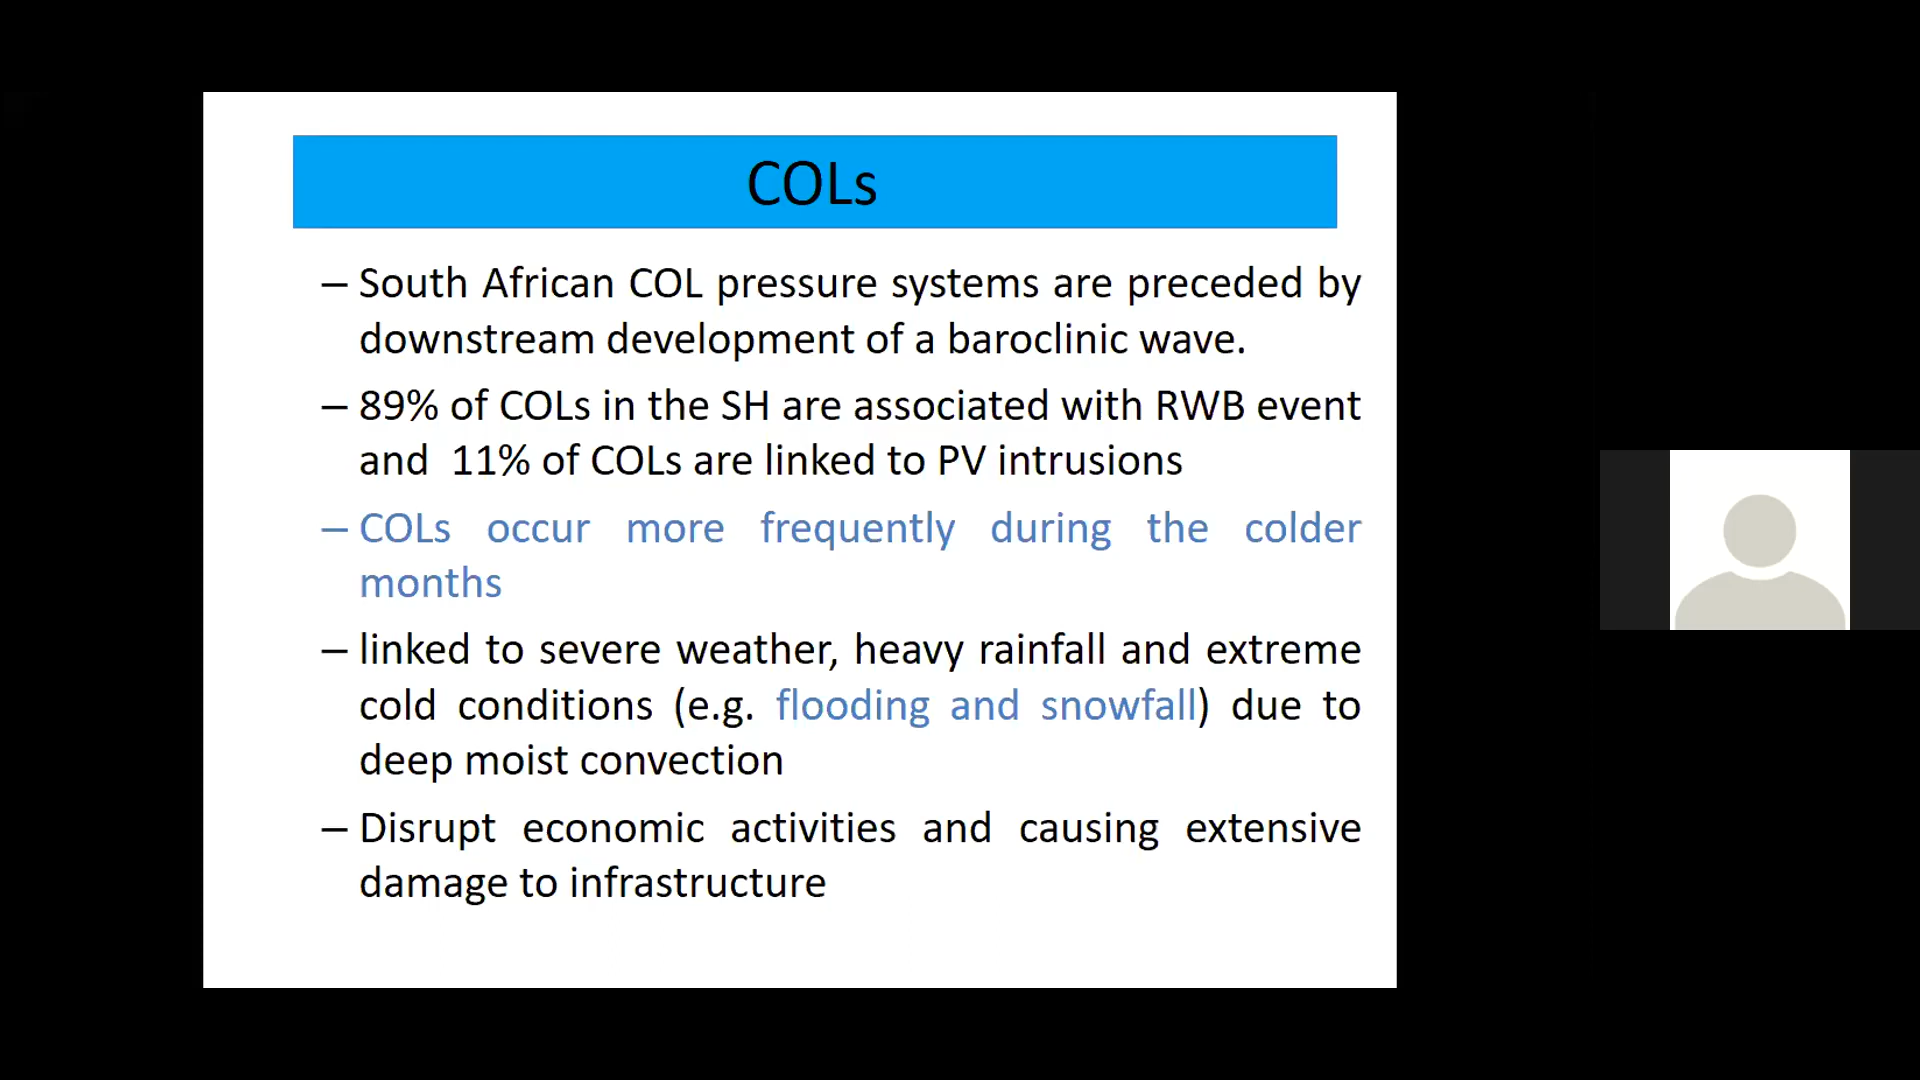 COLs
– South African COL pressure systems are preceded by
downstream development of a baroclinic wave.
– 89% of COLs in the SH are associated with RWB event
and  11% of COLs are linked to PV intrusions
– COLs occur more frequently during the colder
months
– linked to severe weather, heavy rainfall and extreme
cold conditions (e.g. flooding and snowfall) due to
deep moist convection
– Disrupt economic activities and causing extensive
damage to infrastructure